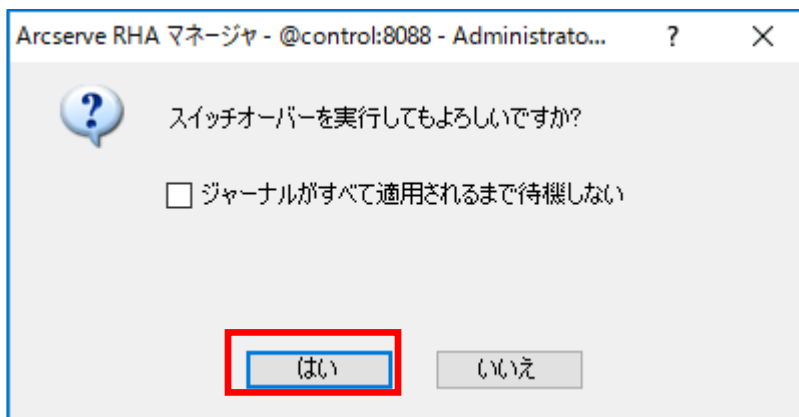 Arcserve RHA マネージャ - @control:8088 - Administrato...
スイッチオーバーを実行してもよろしいですか?
ジャーナルがすべて適用されるまで待機しない
はい
いいえ